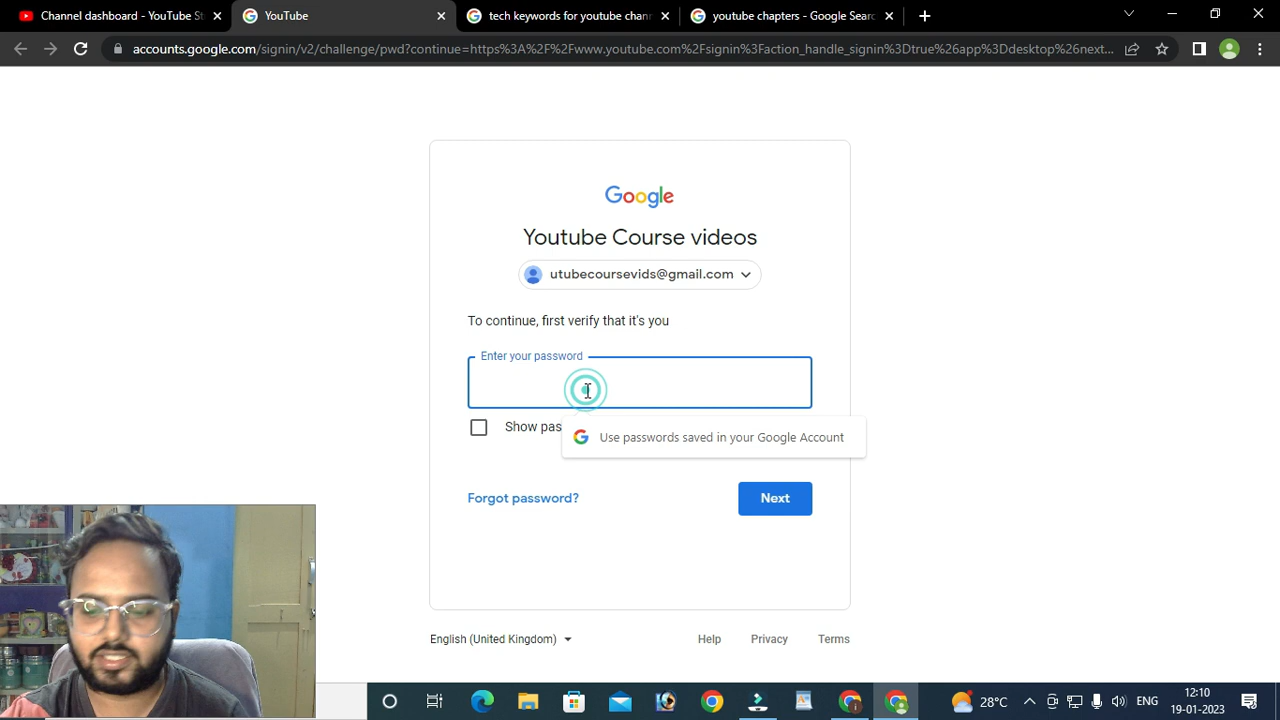 Channel dashboard - YouTube St
YouTube
tech keywords for youtube chann
youtube chapters - Google Searc
accounts.google.com/signin/v2/challenge/pwd?continue=https%3A%2F%2Fwww.youtube.com%2Fsignin%3Faction_handle_signin%3Dtrue%26app%3Ddesktop%26next...
Google
Youtube Course videos
utubecoursevids@gmail.com
To continue, first verify that it's you
Enter your password
Show pas
Use passwords saved in your Google Account
Forgot password?
Next
English (United Kingdom)
Help
Privacy
Terms
28°C
ENG
12:10
19-01-2023